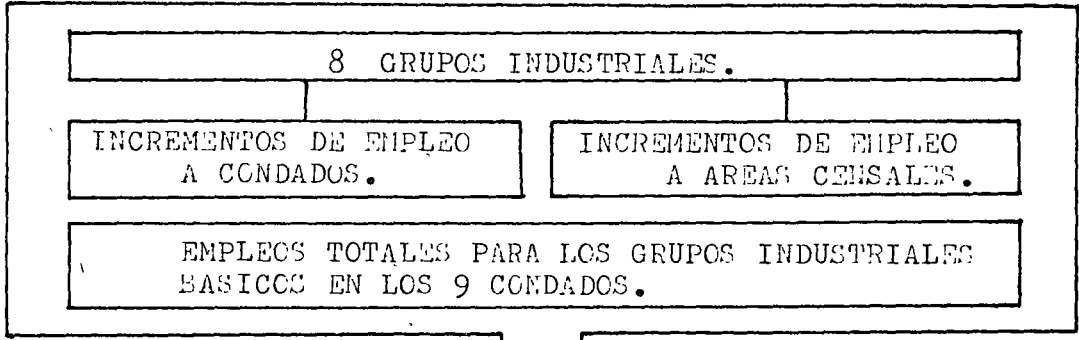 8 GRUPOS INDUSTRIALES.
INCREMENTOS DE EMPLEO
A CONDADOS.
INCREMENTOS DE EMPLEO
A AREAS CENSALES.
EMPLEOS TOTALES PARA LOS GRUPOS INDUSTRIALES
BASICOS EN LOS 9 CONDADOS.